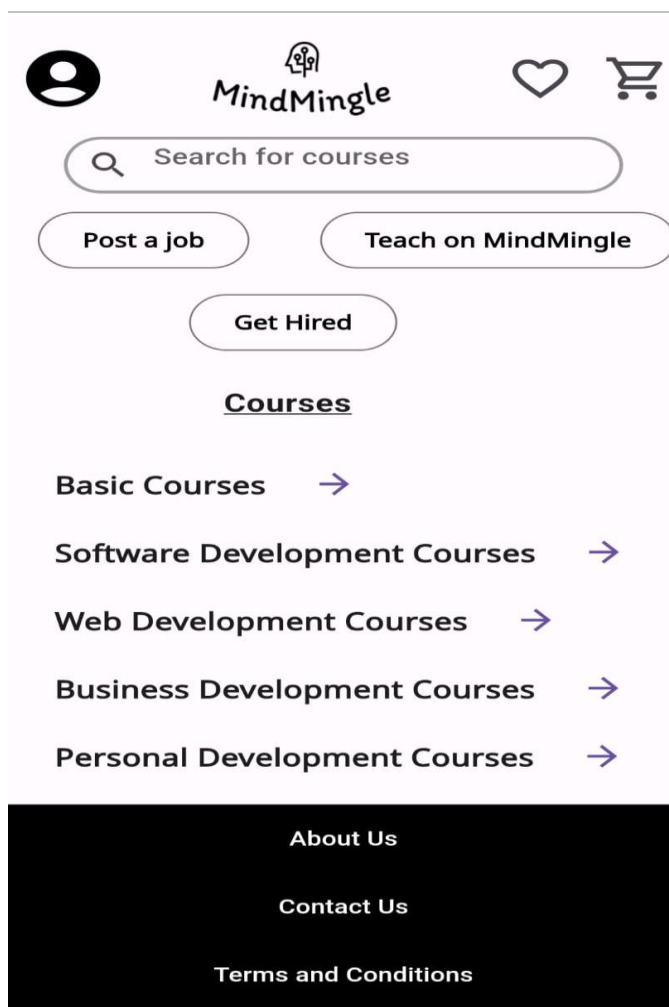 MindMingle
Search for courses
Post a job
Teach on MindMingle
Get Hired
Courses
Basic Courses
Software Development Courses
Web Development Courses
Business Development Courses
Personal Development Courses
About Us
Contact Us
Terms and Conditions